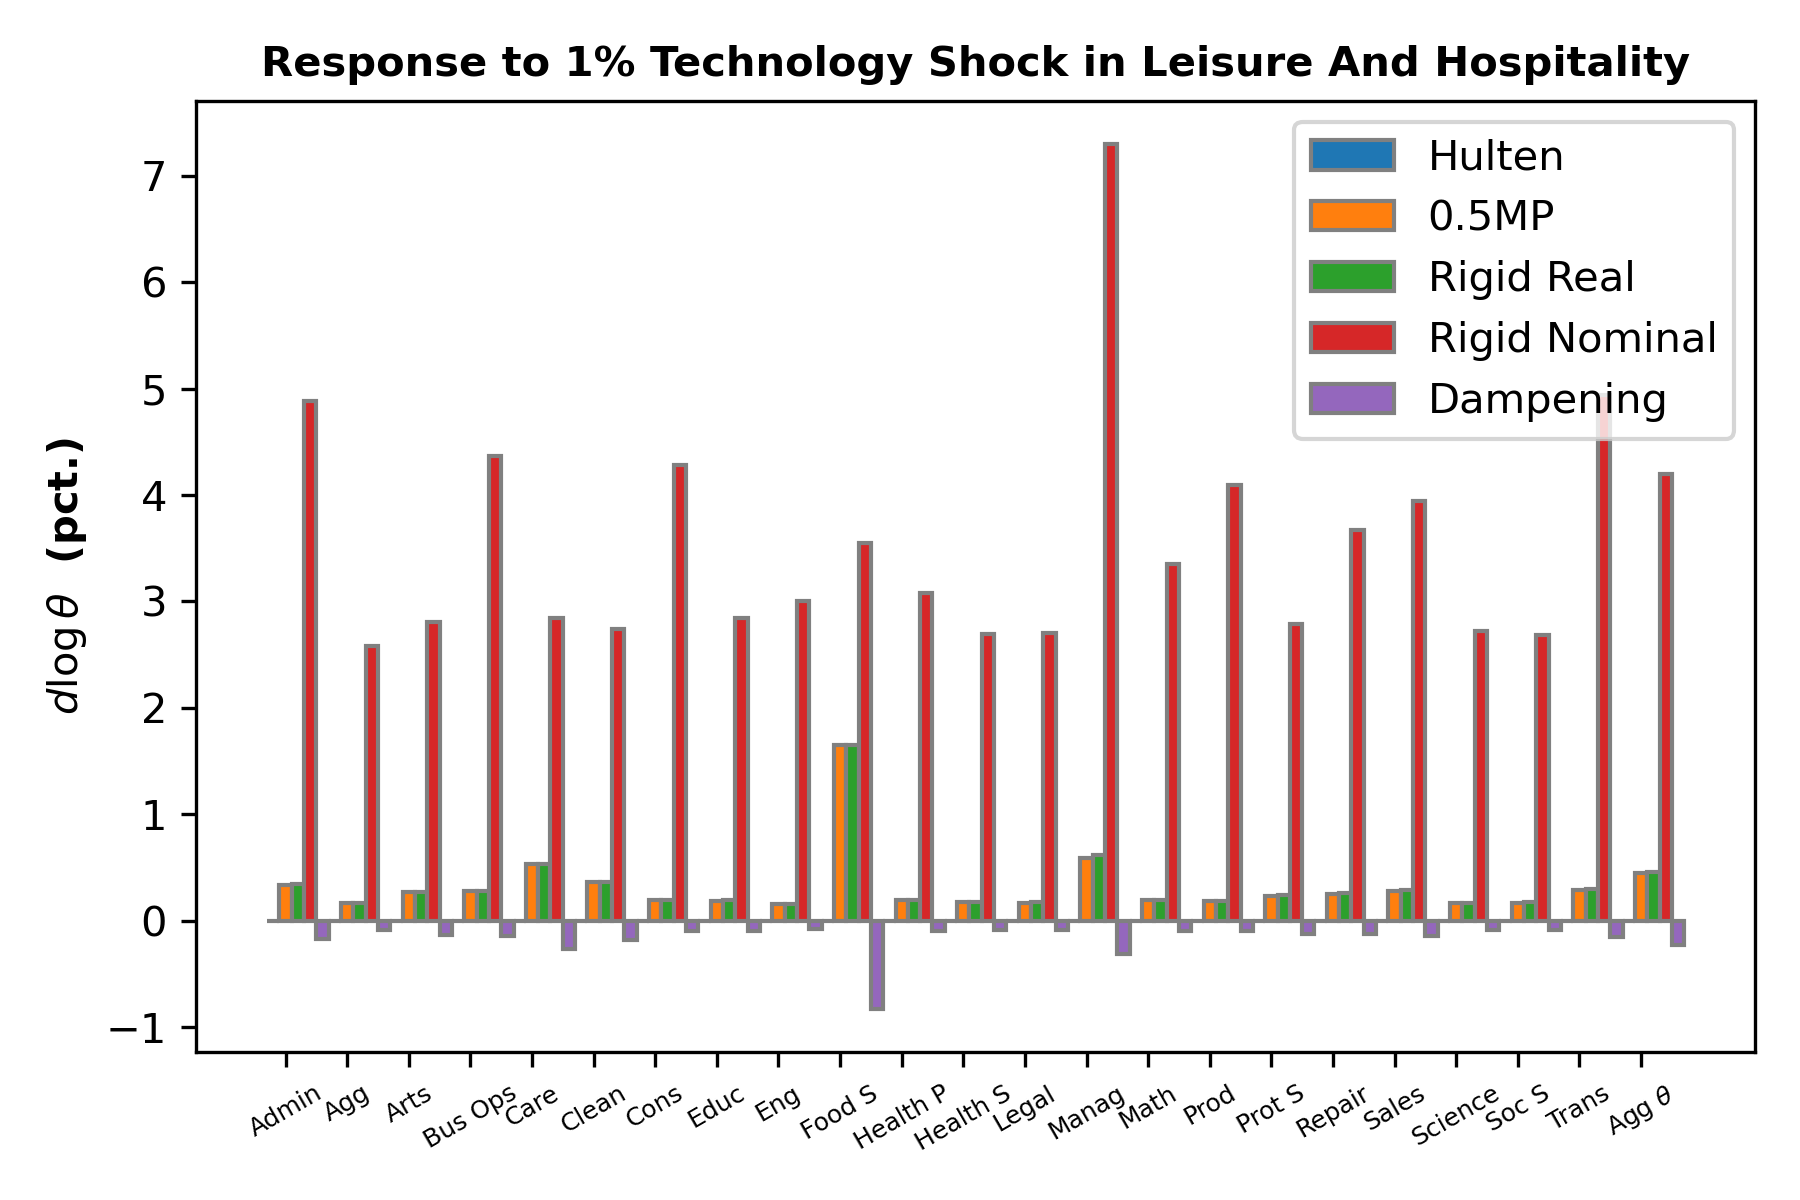 Response to 1% Technology Shock in Leisure And Hospitality
Hulten
0.5MP
Rigid Real
Rigid Nominal
Dampening
7
6
5
4
3
2
1
0
−1
dlog θ (pct.)
Admin
Agg
Arts
Bus Ops
Care
Clean
Cons
Educ
Eng
Food S
Health P
Health S
Legal
Manag
Math
Prod
Prot S
Repair
Sales
Science
Soc S
Trans
Agg θ